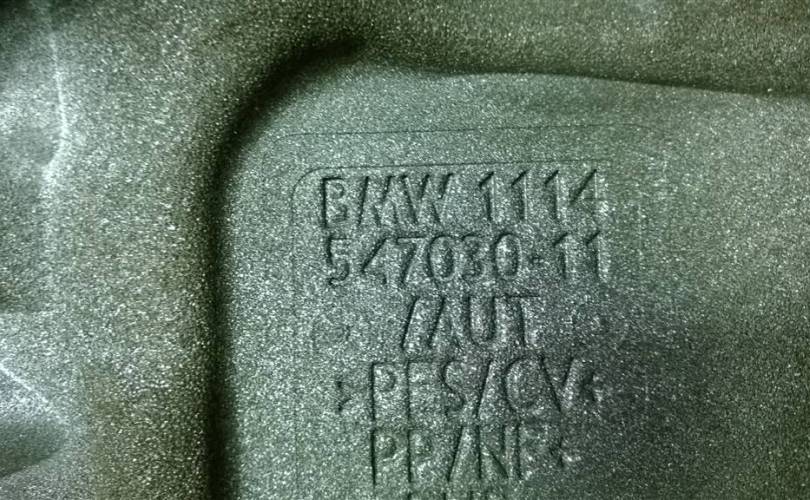 BMW 1114
547030-11
/AUT
>PES/CV<
PP/NF<